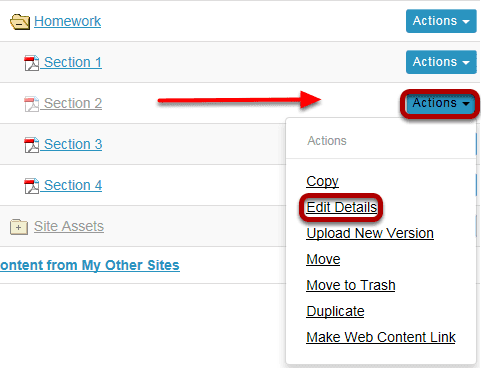 Homework Actions
Section 1 Actions
Section 2 Actions
Section 3
Section 4
Site Assets
ontent from My Other Sites
Actions
Copy
Edit Details
Upload New Version
Move
Move to Trash
Duplicate
Make Web Content Link